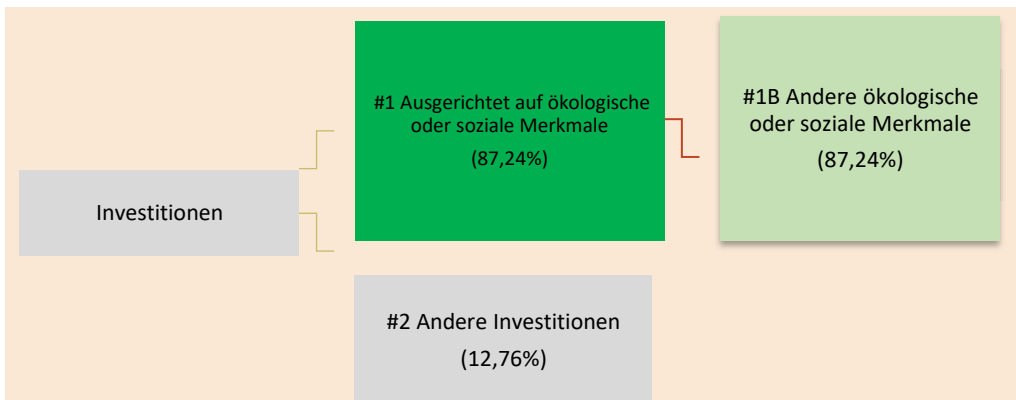 Investitionen
#1 Ausgerichtet auf ökologische
oder soziale Merkmale
(87,24%)
#1B Andere ökologische
oder soziale Merkmale
(87,24%)
#2 Andere Investitionen
(12,76%)